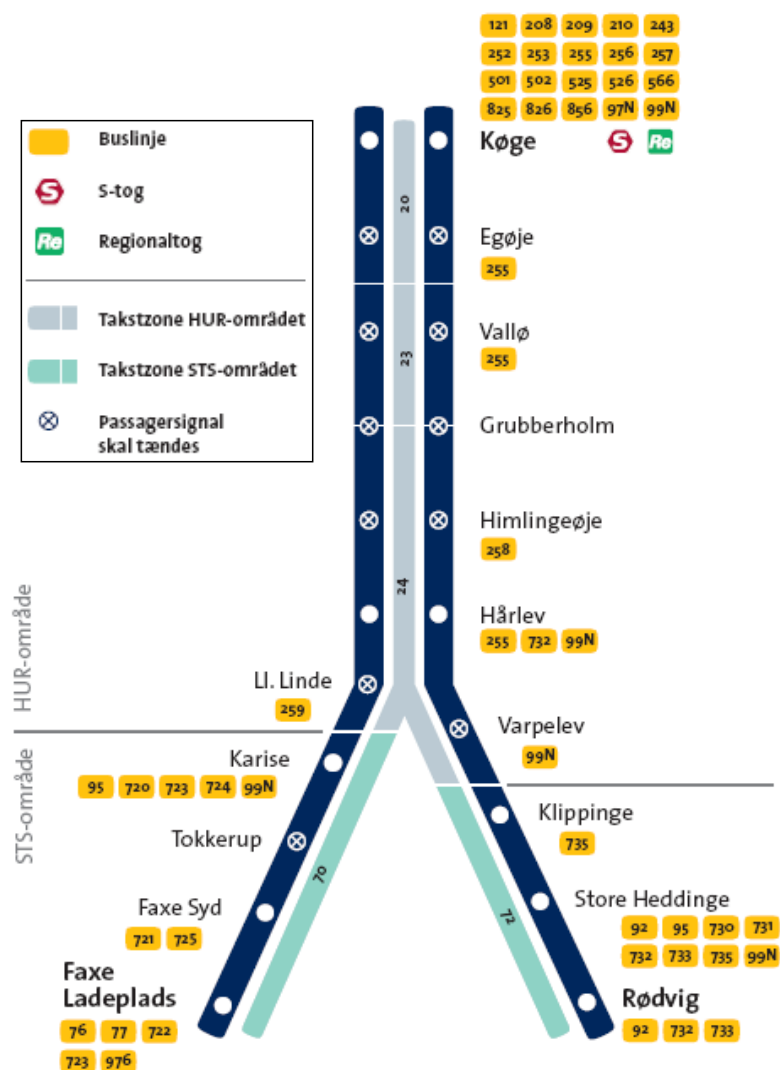 121 208 209 210 243
252 253 255 256 257
501 502 525 526 566
825 826 856 97N 99N
Køge S Re
Buslinje
S S-tog
Re Regionaltog
Takstzone HUR-området
Takstzone STS-området
Passagersignal
skal tændes
20
Egøje
255
Vallø
255
23
Grubberholm
Himlingeøje
258
24
Hårlev
255 732 99N
HUR-område
Ll. Linde
259
Varpelev
99N
STS-område
Karise
95 720 723 724 99N
Klippinge
735
Tokkerup
70
Store Heddinge
92 95 730 731
732 733 735 99N
72
Faxe Syd
721 725
Faxe
Ladeplads
76 77 722
723 976
Rødvig
92 732 733